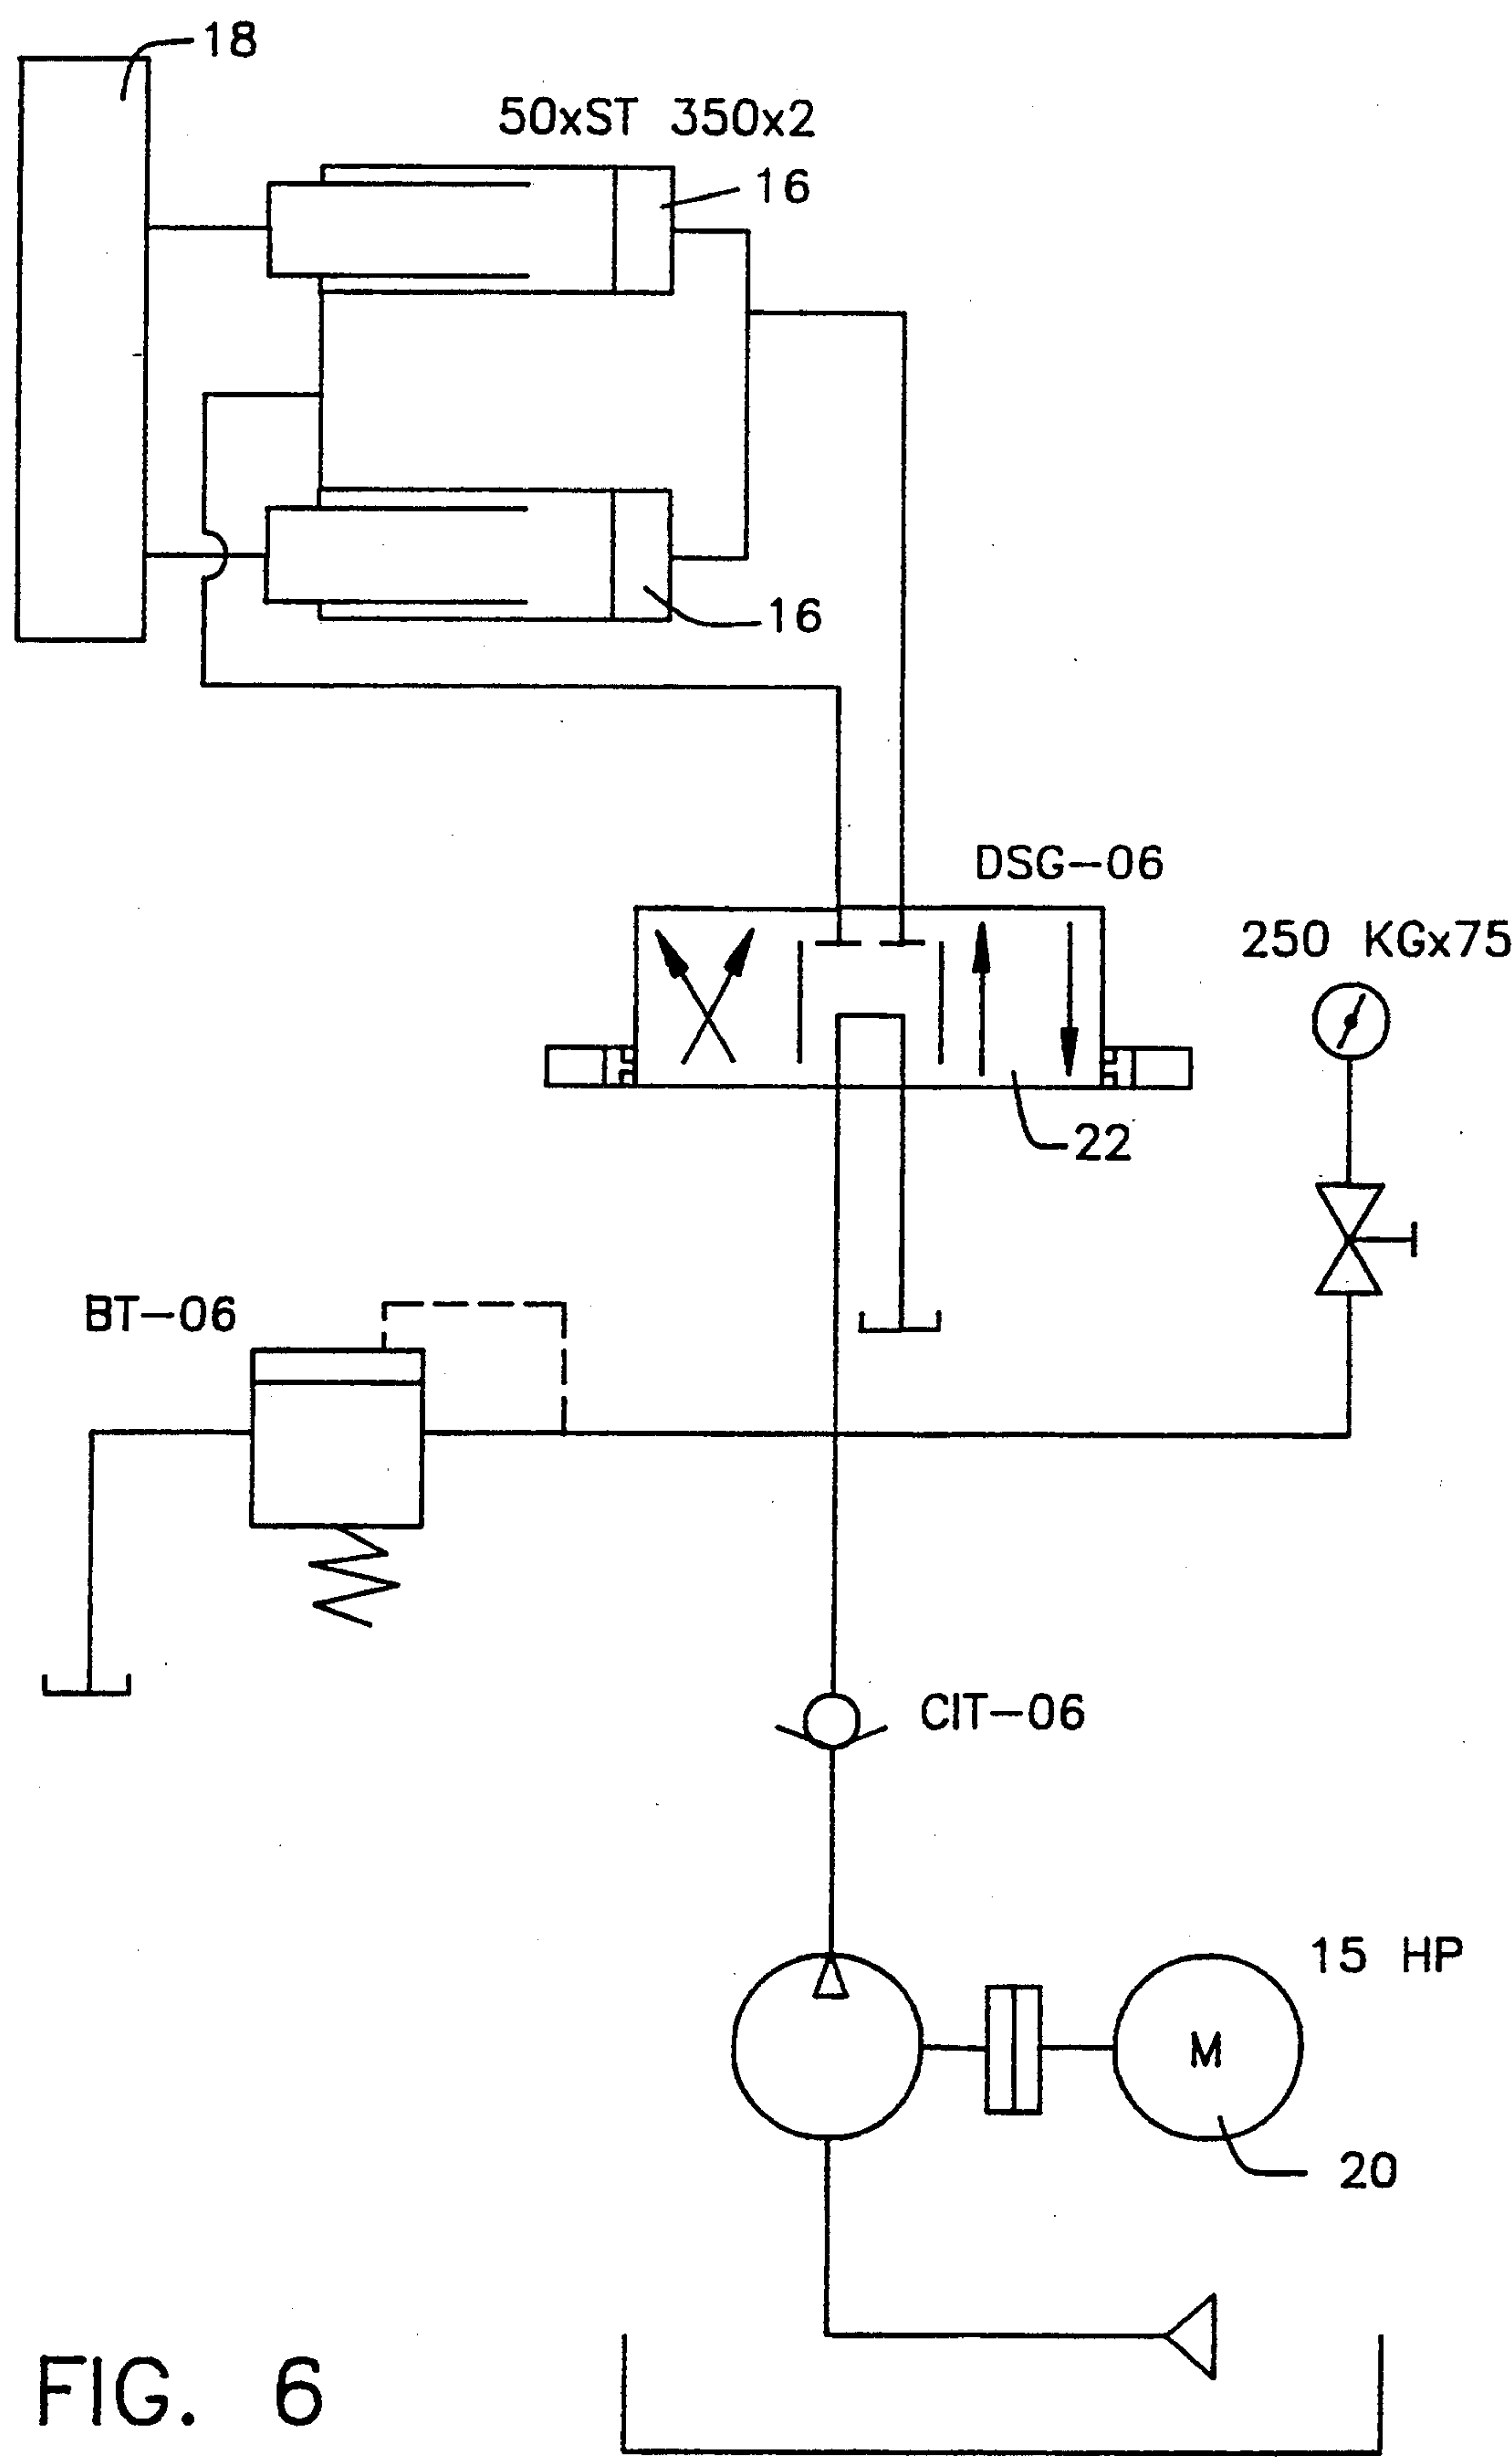 18
50xST 350x2
16
16
DSG-06
250 KGx75
22
BT-06
CIT-06
15 HP
M
20
FIG. 6